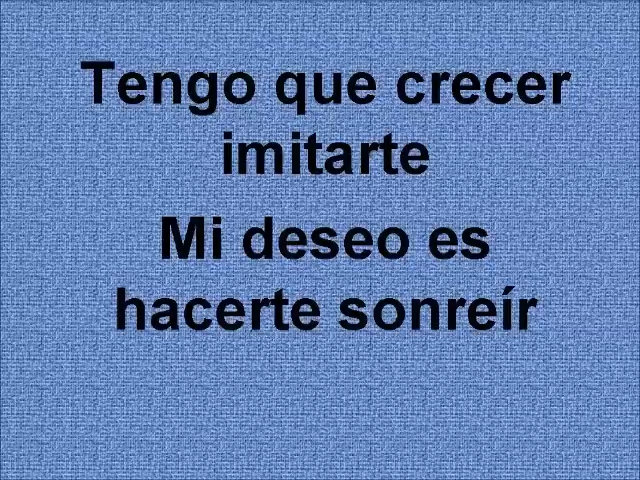 Tengo que crecer
imitarte
Mi deseo es
hacerte sonreír